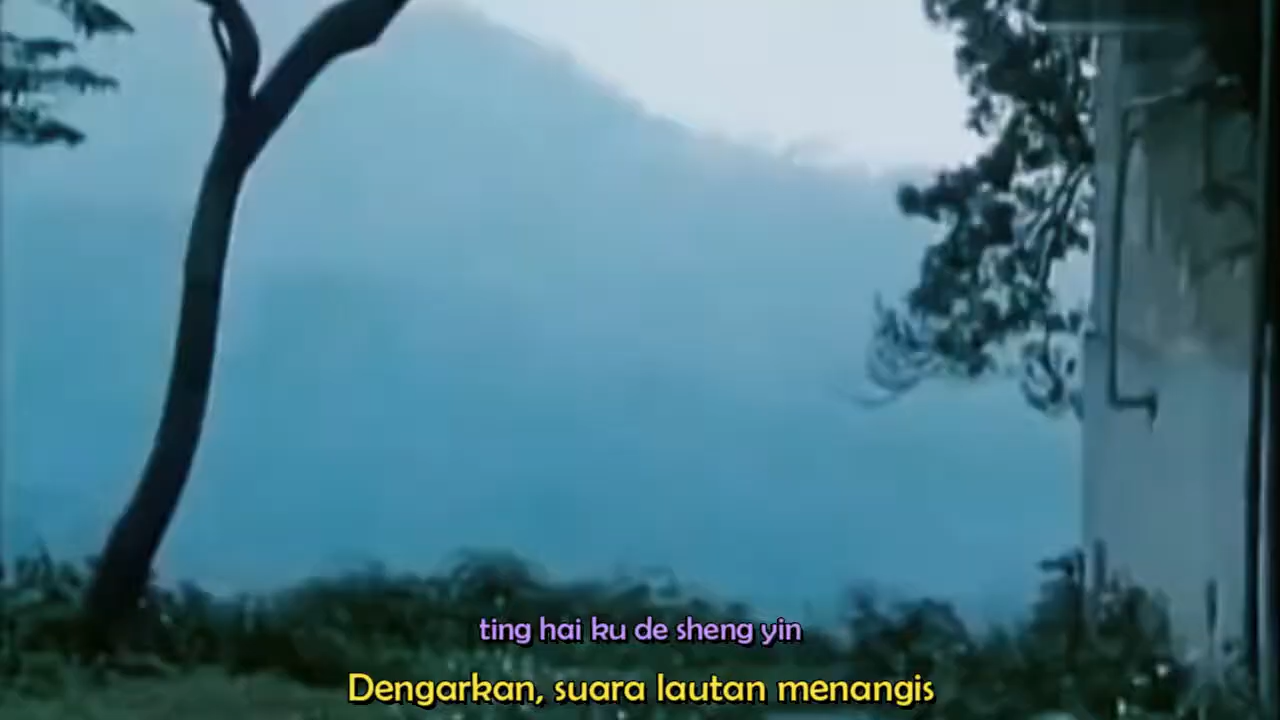 ting hai ku de sheng yin
Dengarkan, suara lautan menangis